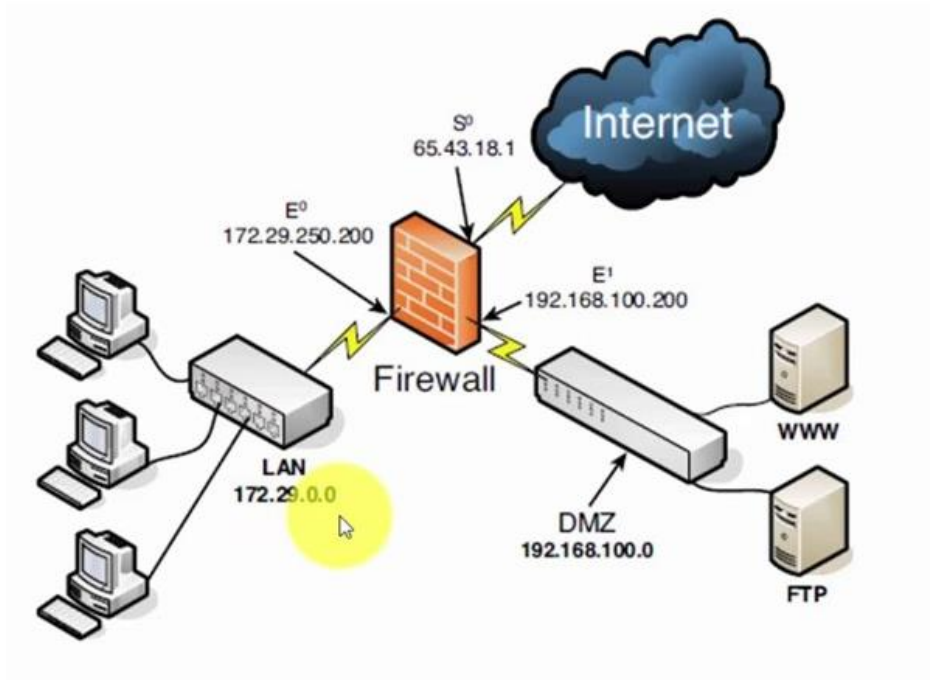 Internet
S⁰
65.43.18.1
E⁰
172.29.250.200
E¹
192.168.100.200
Firewall
WWW
LAN
172.29.0.0
DMZ
192.168.100.0
FTP